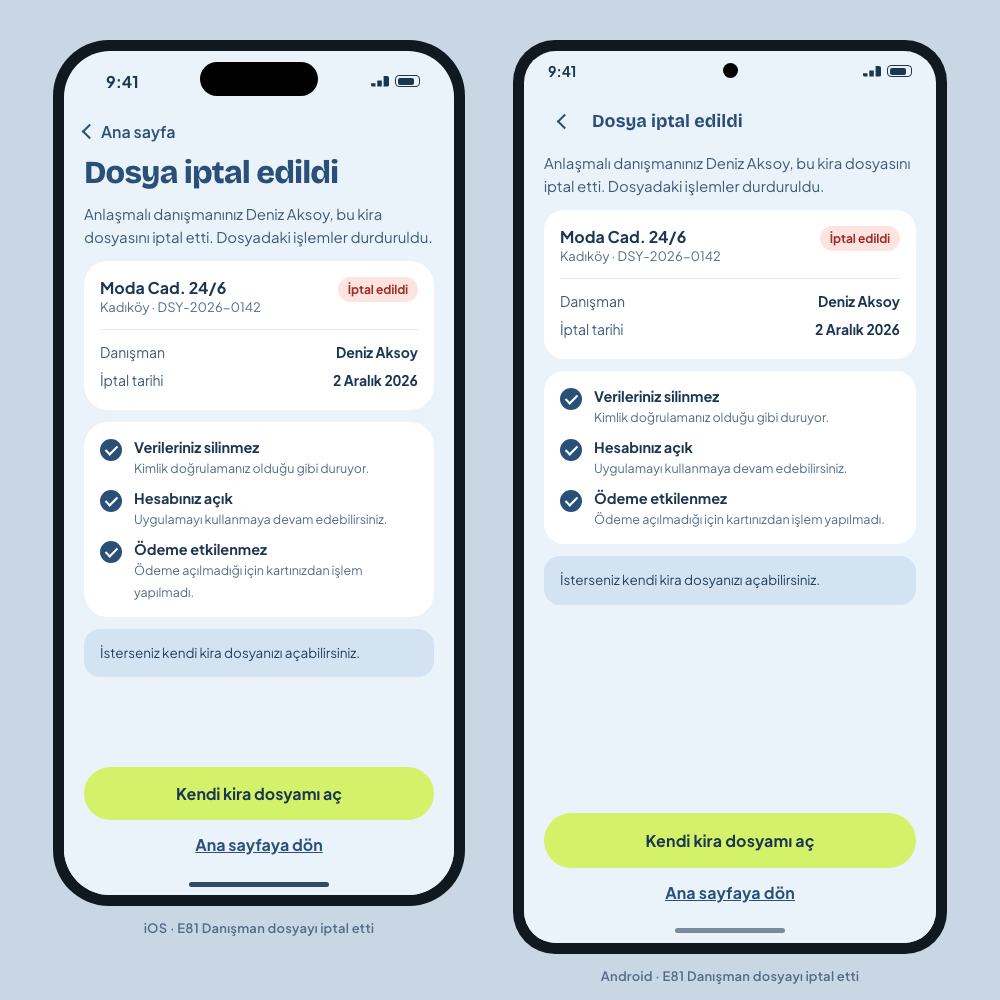 9:41
Ana sayfa
Dosya iptal edildi
Anlaşmalı danışmanınız Deniz Aksoy, bu kira
dosyasını iptal etti. Dosyadaki işlemler durduruldu.
Moda Cad. 24/6
İptal edildi
Kadıköy · DSY-2026-0142
Danışman
Deniz Aksoy
İptal tarihi
2 Aralık 2026
Verileriniz silinmez
Kimlik doğrulamanız olduğu gibi duruyor.
Hesabınız açık
Uygulamayı kullanmaya devam edebilirsiniz.
Ödeme etkilenmez
Ödeme açılmadığı için kartınızdan işlem
yapılmadı.
İsterseniz kendi kira dosyanızı açabilirsiniz.
Kendi kira dosyamı aç
Ana sayfaya dön
iOS · E81 Danışman dosyayı iptal etti
9:41
Dosya iptal edildi
Anlaşmalı danışmanınız Deniz Aksoy, bu kira dosyasını
iptal etti. Dosyadaki işlemler durduruldu.
Moda Cad. 24/6
İptal edildi
Kadıköy · DSY-2026-0142
Danışman
Deniz Aksoy
İptal tarihi
2 Aralık 2026
Verileriniz silinmez
Kimlik doğrulamanız olduğu gibi duruyor.
Hesabınız açık
Uygulamayı kullanmaya devam edebilirsiniz.
Ödeme etkilenmez
Ödeme açılmadığı için kartınızdan işlem yapılmadı.
İsterseniz kendi kira dosyanızı açabilirsiniz.
Kendi kira dosyamı aç
Ana sayfaya dön
Android · E81 Danışman dosyayı iptal etti